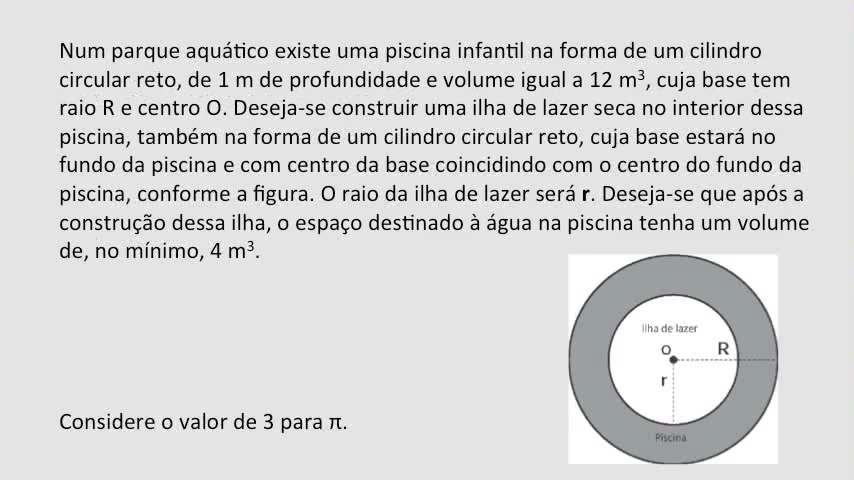 Num parque aquático existe uma piscina infantil na forma de um cilindro
circular reto, de 1 m de profundidade e volume igual a 12 m³, cuja base tem
raio R e centro O. Deseja-se construir uma ilha de lazer seca no interior dessa
piscina, também na forma de um cilindro circular reto, cuja base estará no
fundo da piscina e com centro da base coincidindo com o centro do fundo da
piscina, conforme a figura. O raio da ilha de lazer será r. Deseja-se que após a
construção dessa ilha, o espaço destinado à água na piscina tenha um volume
de, no mínimo, 4 m³.
Ilha de lazer
O
R
r
Piscina
Considere o valor de 3 para π.